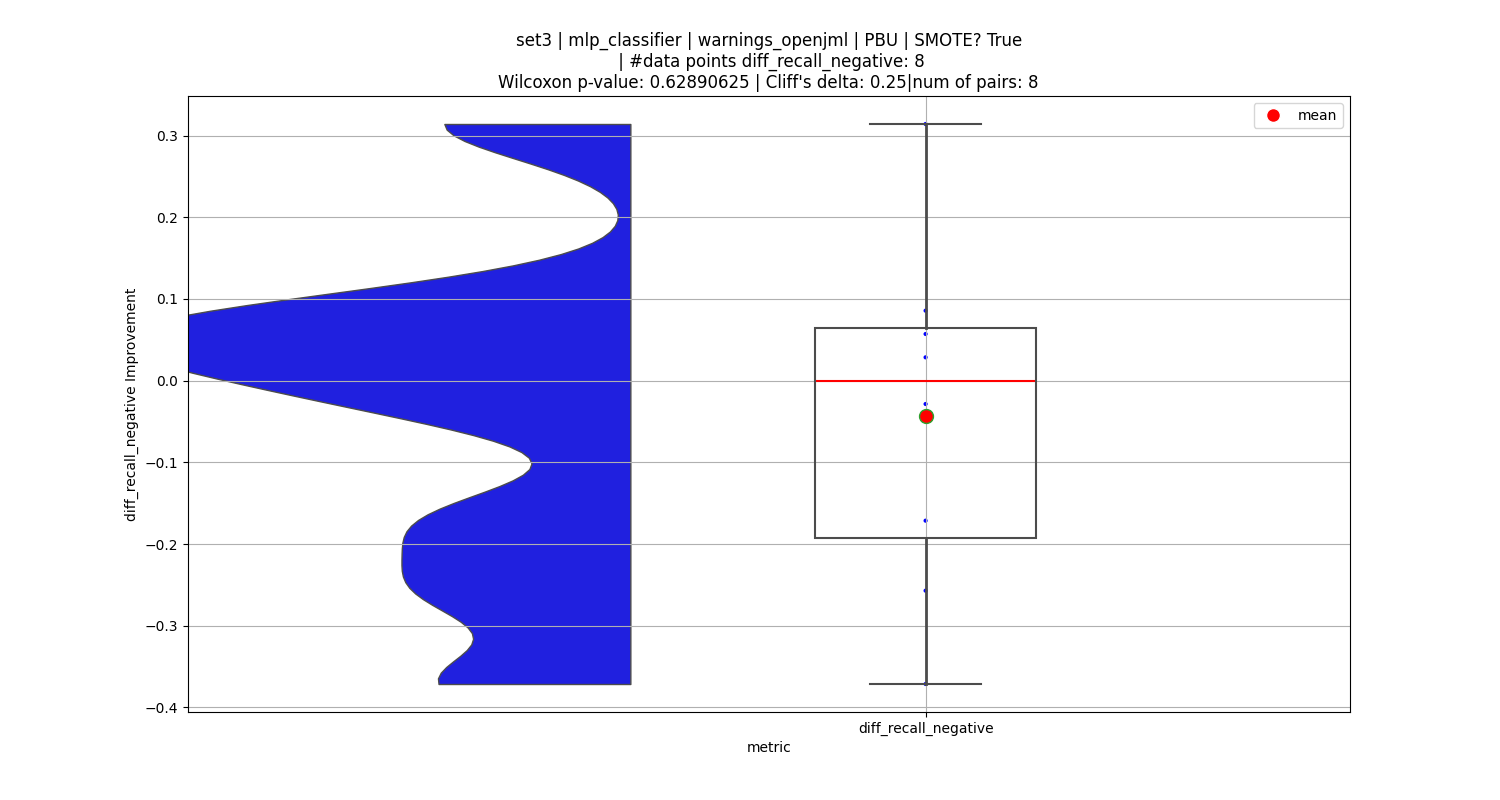 set3 | mlp_classifier | warnings_openjml | PBU | SMOTE? True
| #data points diff_recall_negative: 8
Wilcoxon p-value: 0.62890625 | Cliff's delta: 0.25|num of pairs: 8
mean
0.3
0.2
0.1
0.0
−0.1
−0.2
−0.3
−0.4
diff_recall_negative Improvement
diff_recall_negative
metric